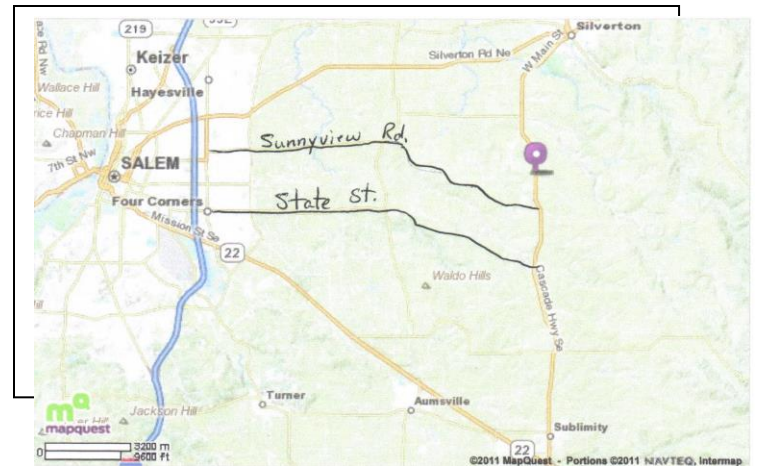 219
Silverton
Keizer
Silverton Rd Ne
W Main St
Wallace Hill
Hayesville
Chapman Hill
Sunnyview Rd.
7th St Nw
SALEM
Four Corners
State St.
Mission St Se
22
Waldo Hills
Cascade Hwy Se
Turner
Aumsville
Jackson Hill
mapquest
Sublimity
3200 m
0
9600 ft
22
©2011 MapQuest - Portions ©2011 NAVTEQ, Intermap